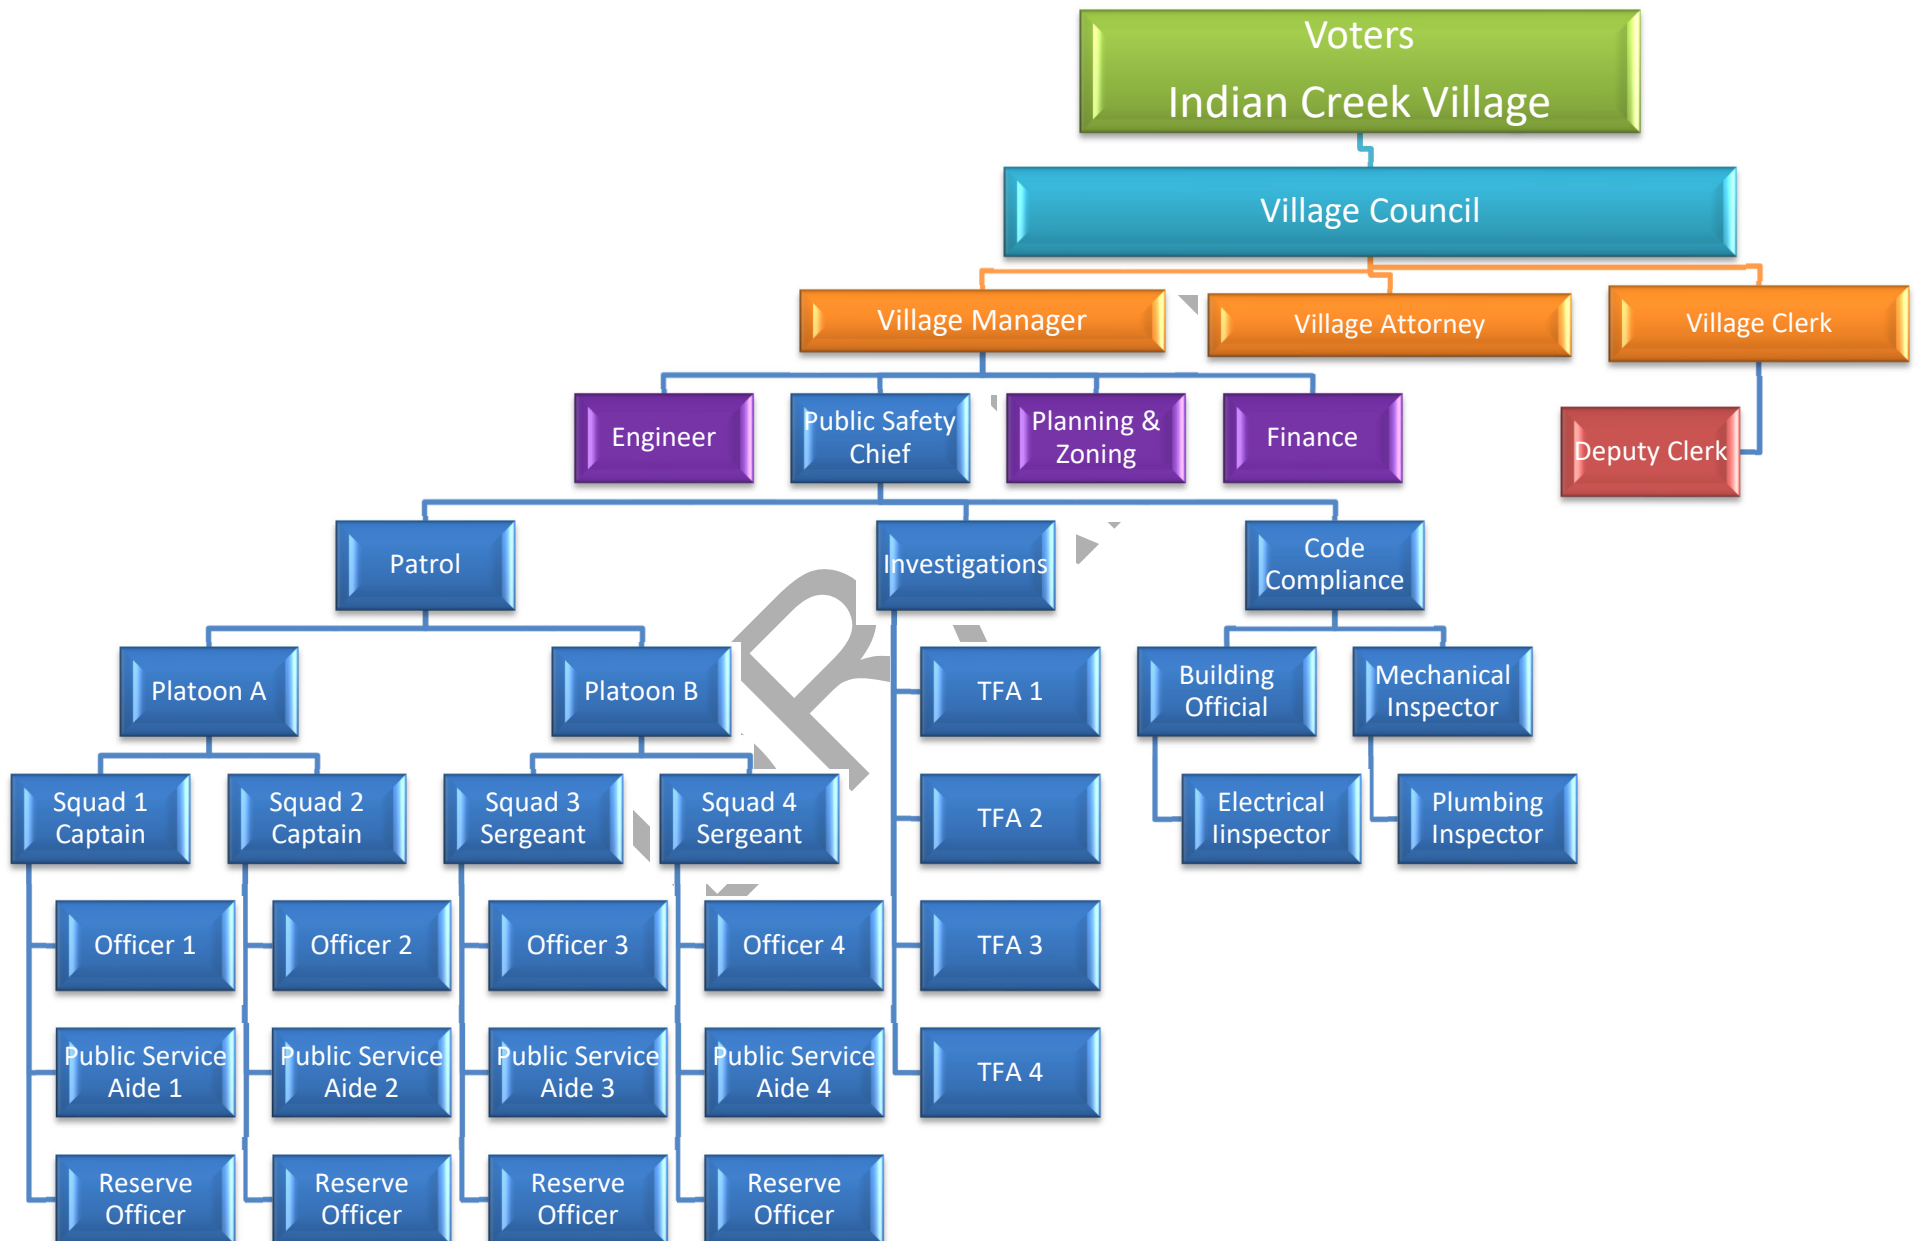 Voters
Indian Creek Village
Village Council
Village Manager
Village Attorney
Village Clerk
Engineer
Public Safety
Chief
Planning &
Zoning
Finance
Deputy Clerk
Patrol
Investigations
Code
Compliance
Platoon A
Platoon B
TFA 1
Building
Official
Mechanical
Inspector
Squad 1
Captain
Squad 2
Captain
Squad 3
Sergeant
Squad 4
Sergeant
TFA 2
Electrical
Iinspector
Plumbing
Inspector
Officer 1
Officer 2
Officer 3
Officer 4
TFA 3
Public Service
Aide 1
Public Service
Aide 2
Public Service
Aide 3
Public Service
Aide 4
TFA 4
Reserve
Officer
Reserve
Officer
Reserve
Officer
Reserve
Officer